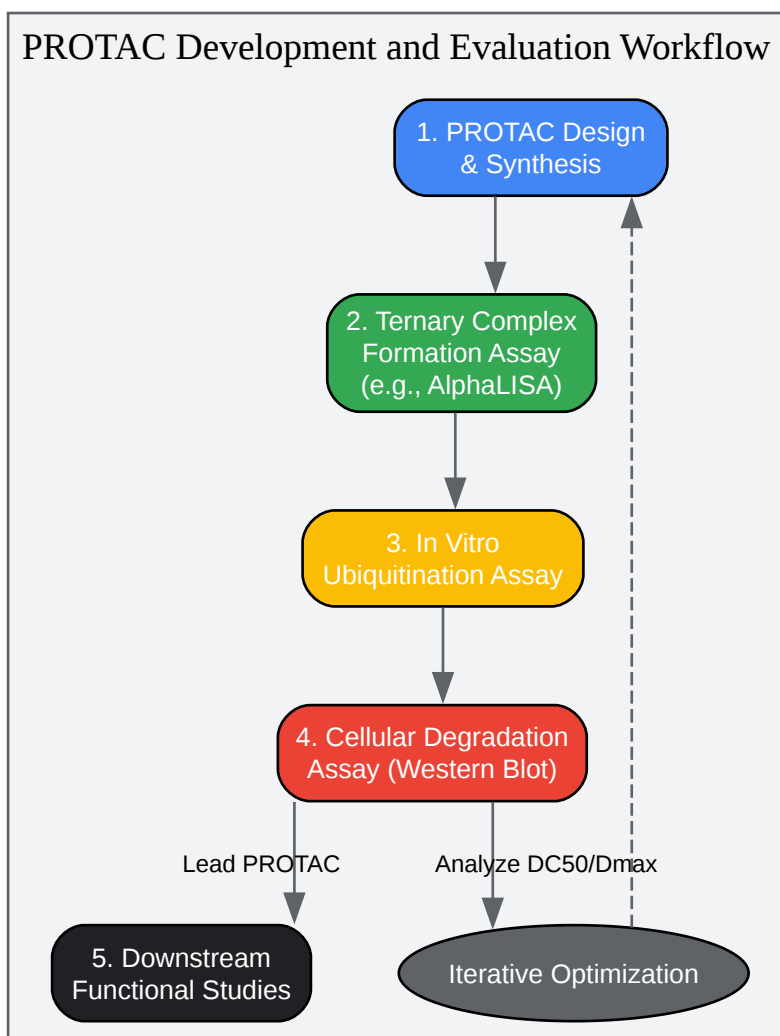 PROTAC Development and Evaluation Workflow
1. PROTAC Design
& Synthesis
2. Ternary Complex
Formation Assay
(e.g., AlphaLISA)
3. In Vitro
Ubiquitination Assay
4. Cellular Degradation
Assay (Western Blot)
Lead PROTAC
Analyze DC50/Dmax
5. Downstream
Functional Studies
Iterative Optimization